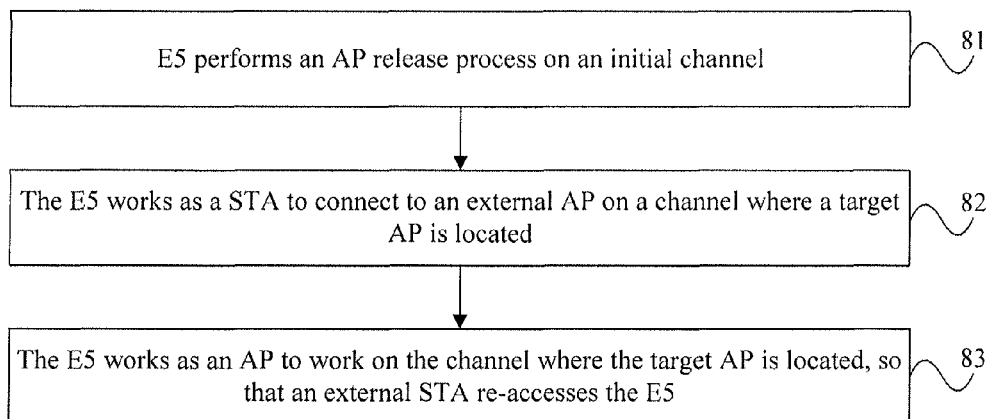 E5 performs an AP release process on an initial channel
81
The E5 works as a STA to connect to an external AP on a channel where a target
AP is located
82
The E5 works as an AP to work on the channel where the target AP is located, so
that an external STA re-accesses the E5
83